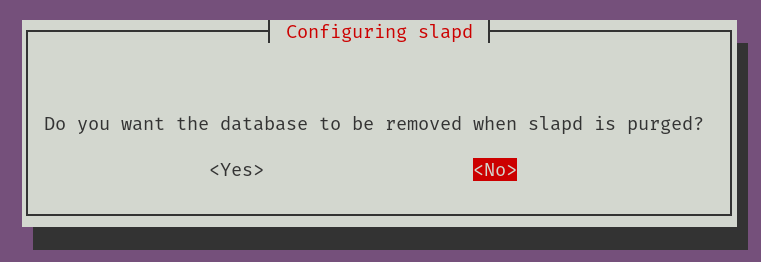 Configuring slapd
Do you want the database to be removed when slapd is purged?
<Yes> <No>